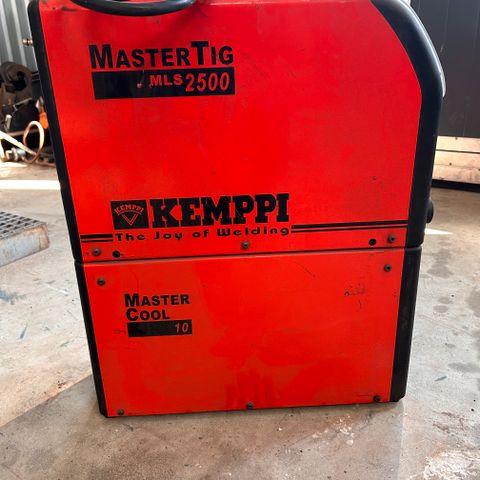 MASTERTIG
MLS 2500
KEMPPI
KEMPPI
The Joy of Welding
MASTER
COOL
10